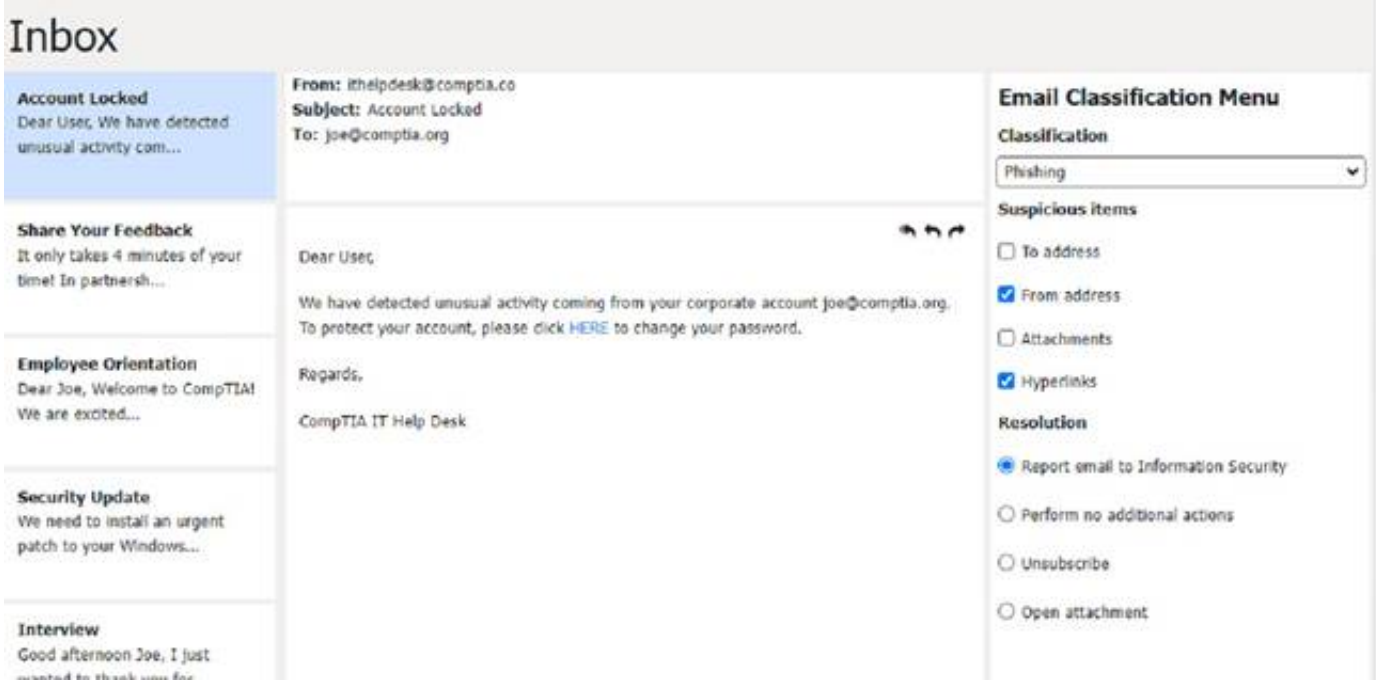 Inbox
Account Locked
Dear User, We have detected
unusual activity com...
Share Your Feedback
It only takes 4 minutes of your
time! In partnersh...
Employee Orientation
Dear Joe, Welcome to CompTIA!
We are excited...
Security Update
We need to install an urgent
patch to your Windows...
Interview
Good afternoon Joe, I just
wanted to thank you for
From: ithelpdesk@comptia.co
Subject: Account Locked
To: joe@comptia.org
Dear User,
We have detected unusual activity coming from your corporate account joe@comptia.org.
To protect your account, please click HERE to change your password.
Regards,
CompTIA IT Help Desk
Email Classification Menu
Classification
Phishing
Suspicious items
To address
From address
Attachments
Hyperlinks
Resolution
Report email to Information Security
Perform no additional actions
Unsubscribe
Open attachment